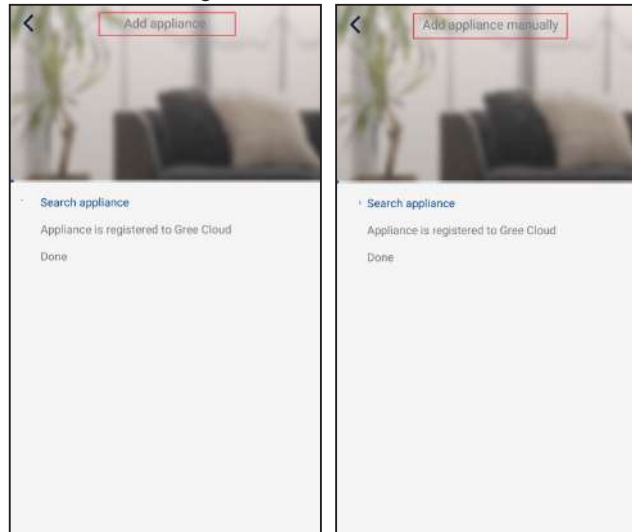 Add appliance
Search appliance
Appliance is registered to Gree Cloud
Done
Add appliance manually
Search appliance
Appliance is registered to Gree Cloud
Done